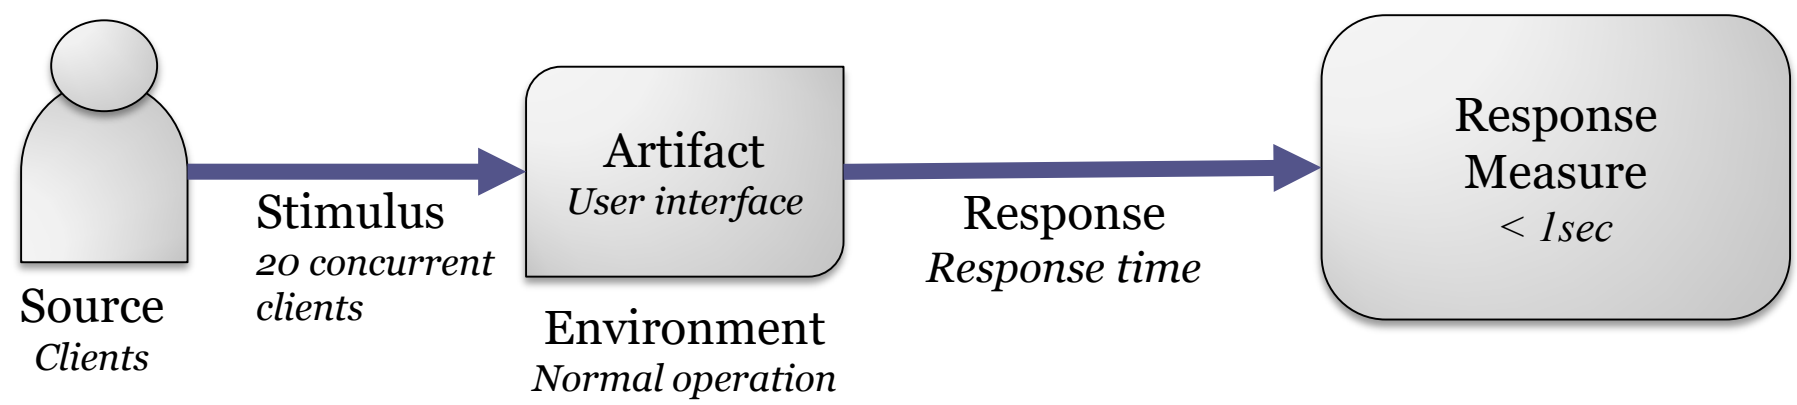 Source
Clients
Stimulus
20 concurrent
clients
Artifact
User interface
Environment
Normal operation
Response
Response time
Response
Measure
< 1sec